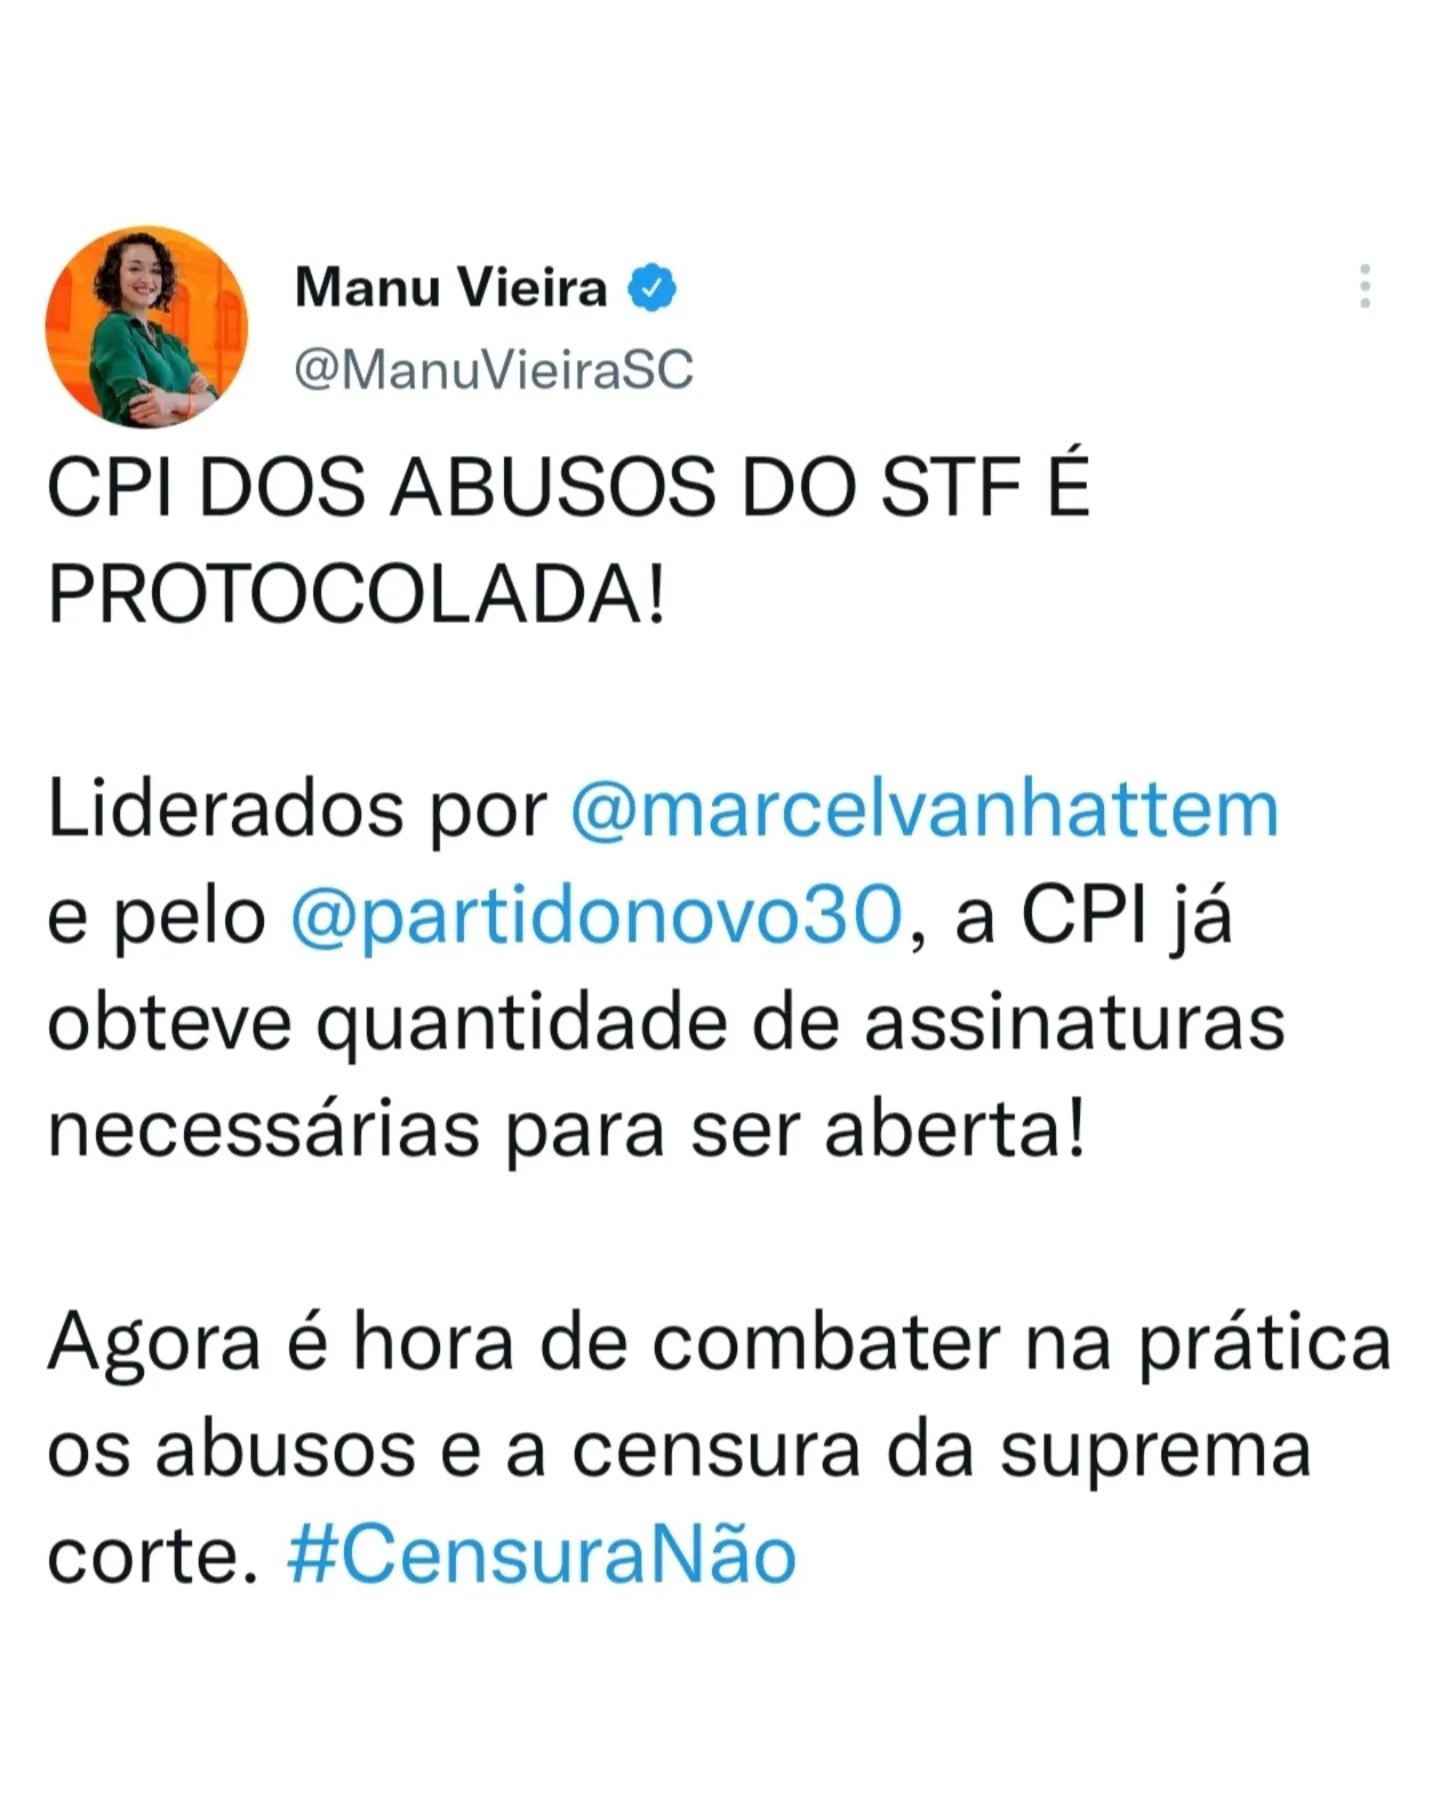 Manu Vieira
@ManuVieiraSC
CPI DOS ABUSOS DO STF É
PROTOCOLADA!
Liderados por @marcelvanhattem
e pelo @partidonovo30, a CPI já
obteve quantidade de assinaturas
necessárias para ser aberta!
Agora é hora de combater na prática
os abusos e a censura da suprema
corte. #CensuraNão